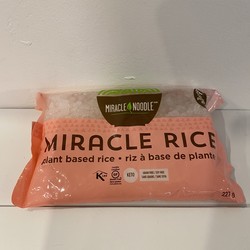 MIRACLE NOODLE
MIRACLE RICE
plant based rice • riz à base de plante
KETO
227 g